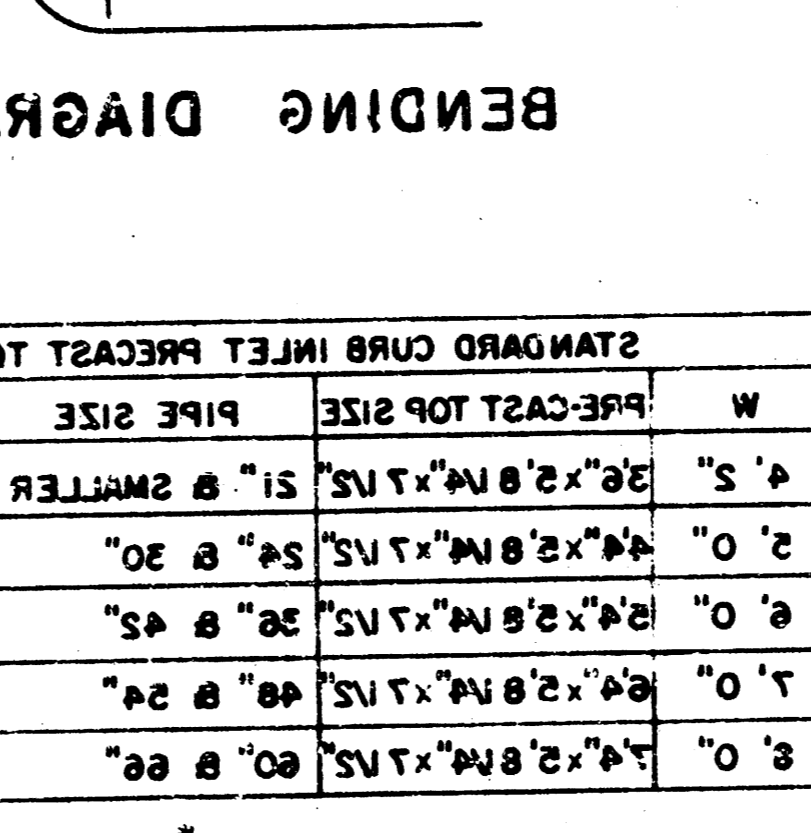 BENDING DIAGR
STANDARD CURB INLET PRECAST TO
W PRE-CAST TOP SIZE PIPE SIZE
4' 2" 3'6"x5'8 1/4"x7 1/2" 21" & SMALLER
5' 0" 4'4"x5'8 1/4"x7 1/2" 24" & 30"
6' 0" 5'4"x5'8 1/4"x7 1/2" 36" & 42"
7' 0" 6'4"x5'8 1/4"x7 1/2" 48" & 54"
8' 0" 7'4"x5'8 1/4"x7 1/2" 60" & 66"
*